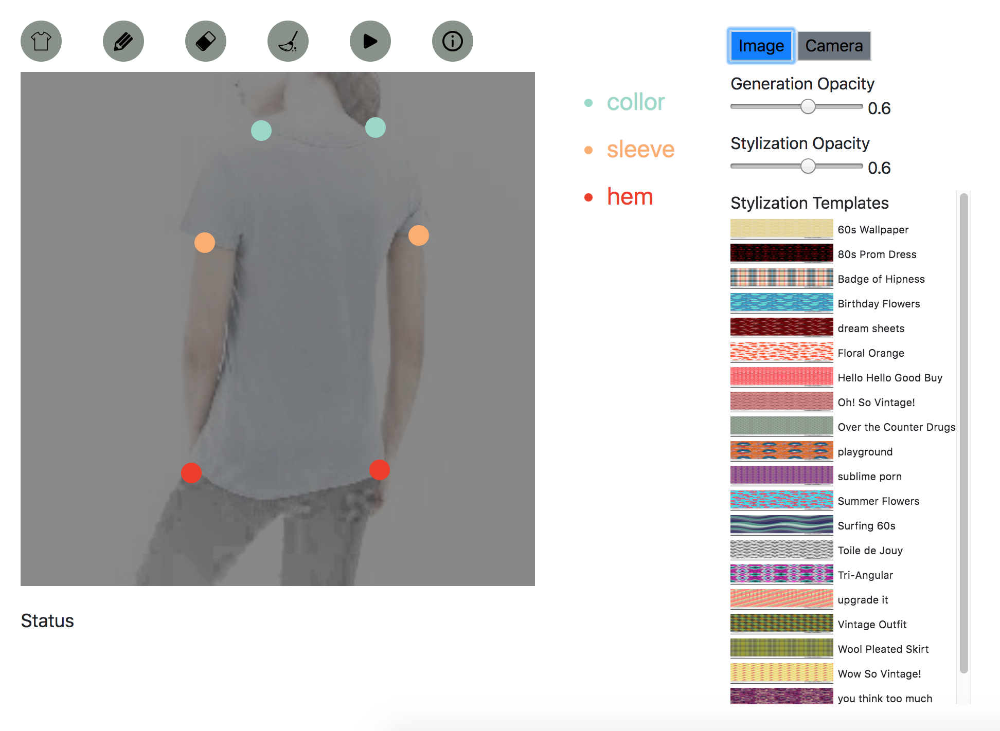 Image
Camera
Generation Opacity
0.6
Stylization Opacity
0.6
collor
sleeve
hem
Stylization Templates
60s Wallpaper
80s Prom Dress
Badge of Hipness
Birthday Flowers
dream sheets
Floral Orange
Hello Hello Good Buy
Oh! So Vintage!
Over the Counter Drugs
playground
sublime porn
Summer Flowers
Surfing 60s
Toile de Jouy
Tri-Angular
upgrade it
Vintage Outfit
Wool Pleated Skirt
Wow So Vintage!
you think too much
Status